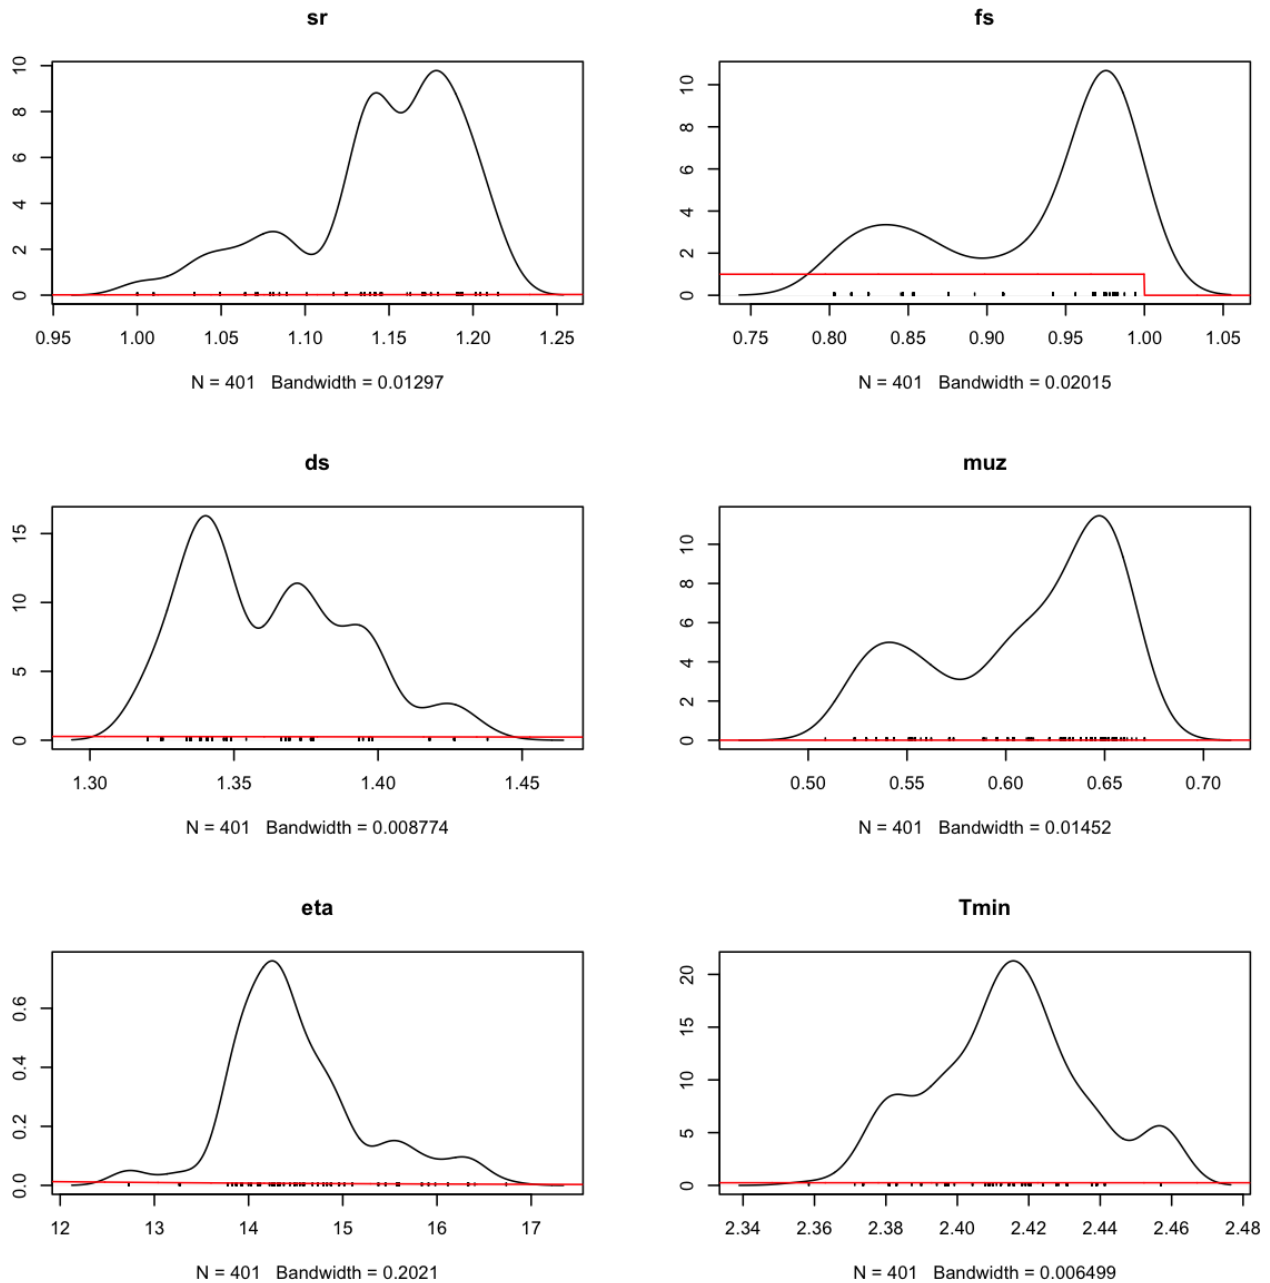 sr
0 2 4 6 8 10
0.95 1.00 1.05 1.10 1.15 1.20 1.25
N = 401 Bandwidth = 0.01297
fs
0 2 4 6 8 10
0.75 0.80 0.85 0.90 0.95 1.00 1.05
N = 401 Bandwidth = 0.02015
ds
0 5 10 15
1.30 1.35 1.40 1.45
N = 401 Bandwidth = 0.008774
muz
0 2 4 6 8 10
0.50 0.55 0.60 0.65 0.70
N = 401 Bandwidth = 0.01452
eta
0.0 0.2 0.4 0.6
12 13 14 15 16 17
N = 401 Bandwidth = 0.2021
Tmin
0 5 10 15 20
2.34 2.36 2.38 2.40 2.42 2.44 2.46 2.48
N = 401 Bandwidth = 0.006499